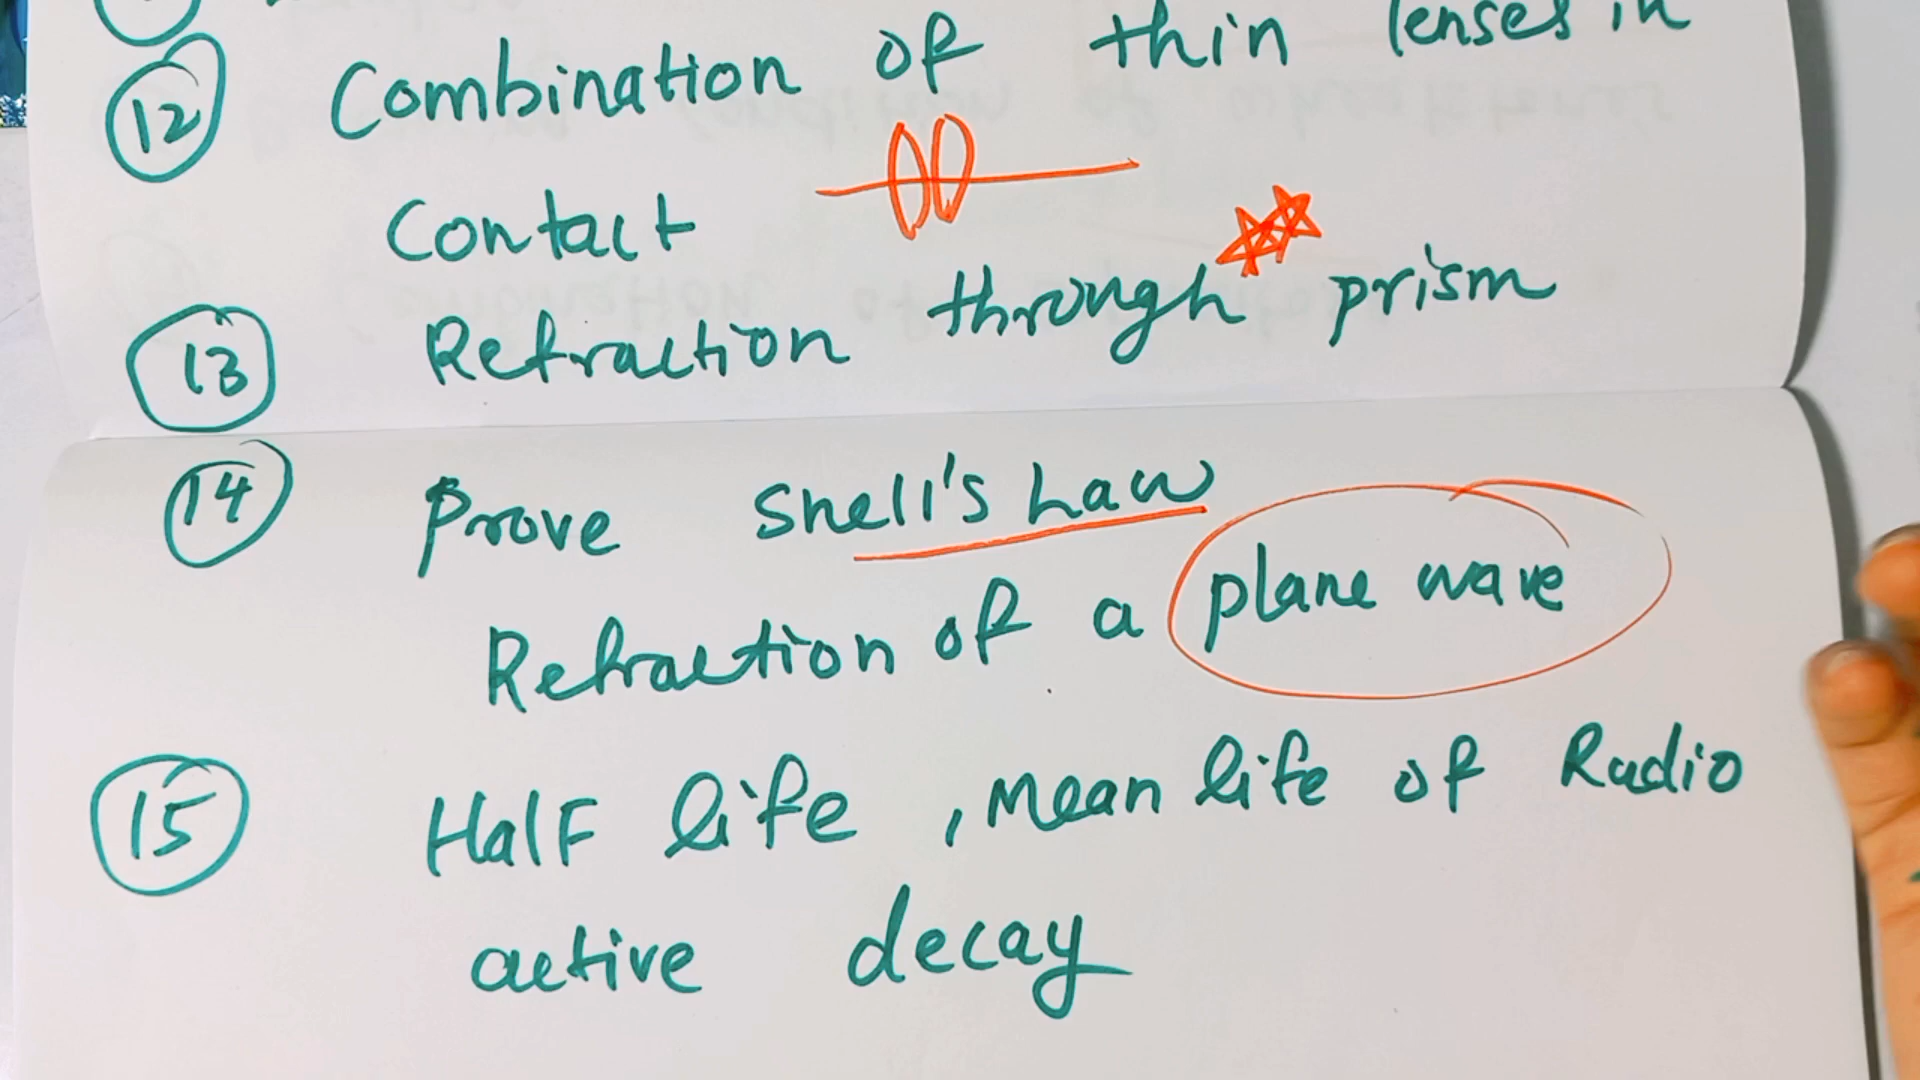 12 Combination of thin lenses in
Contact
13 Refraction through prism
14 Prove Snell's Law
Refraction of a plane wave
15 Half life, Mean life of Radio
active decay